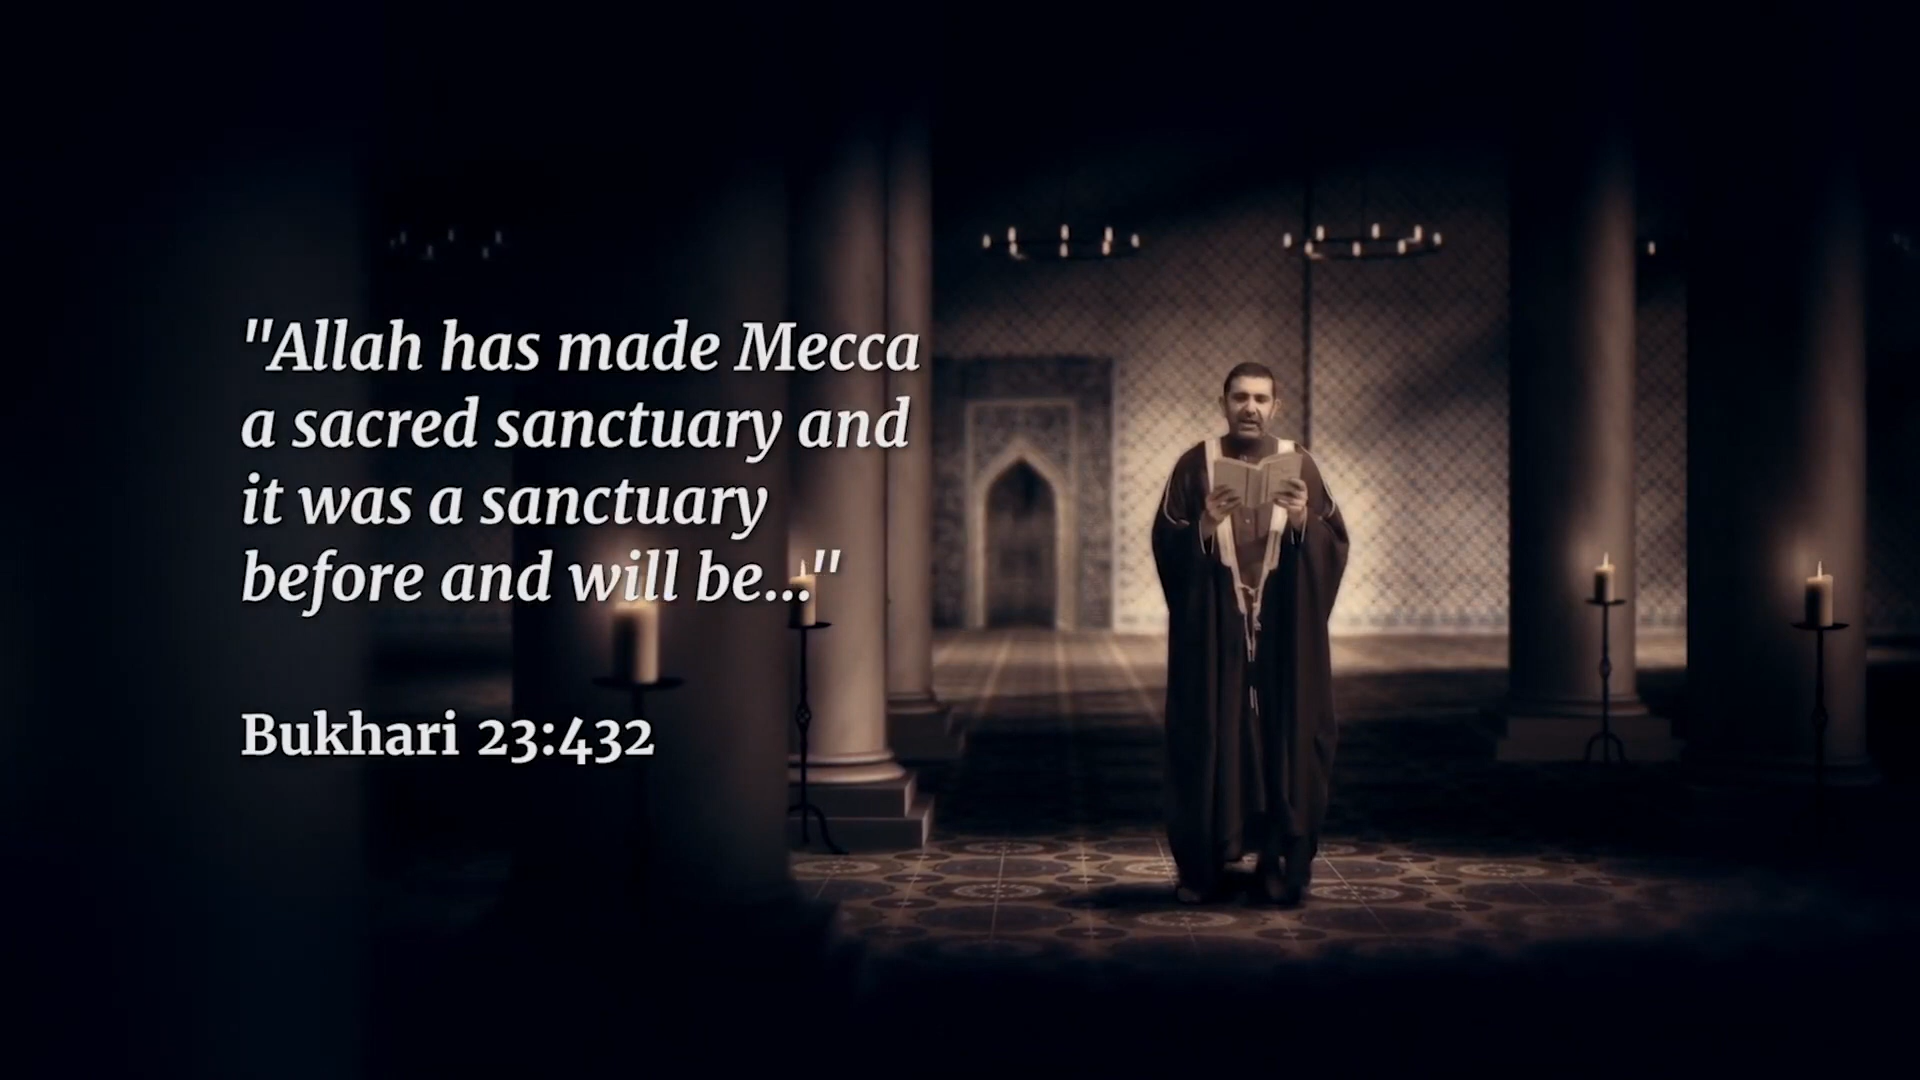 "Allah has made Mecca
a sacred sanctuary and
it was a sanctuary
before and will be..."
Bukhari 23:432